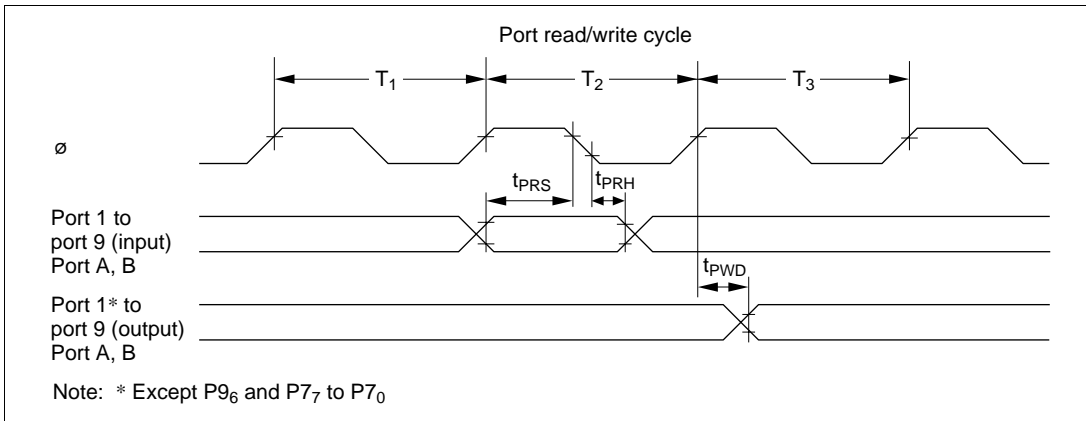 Port read/write cycle
T₁ T₂ T₃
ø
tPRS tPRH
Port 1 to
port 9 (input)
Port A, B
tPWD
Port 1* to
port 9 (output)
Port A, B
Note: * Except P9₆ and P7₇ to P7₀